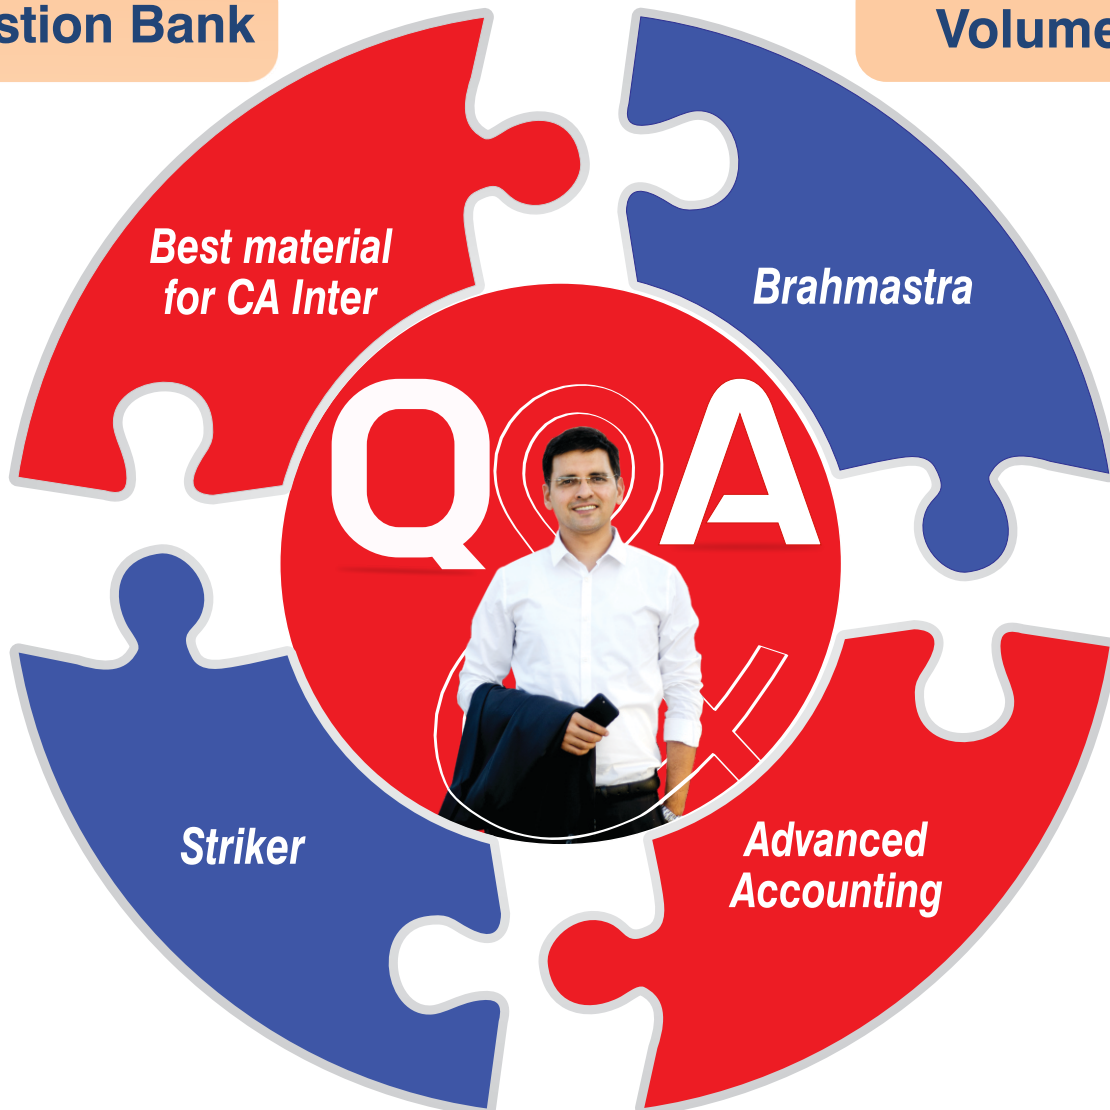 stion Bank
Volume
Best material
for CA Inter
Brahmastra
Q&A
Striker
Advanced
Accounting